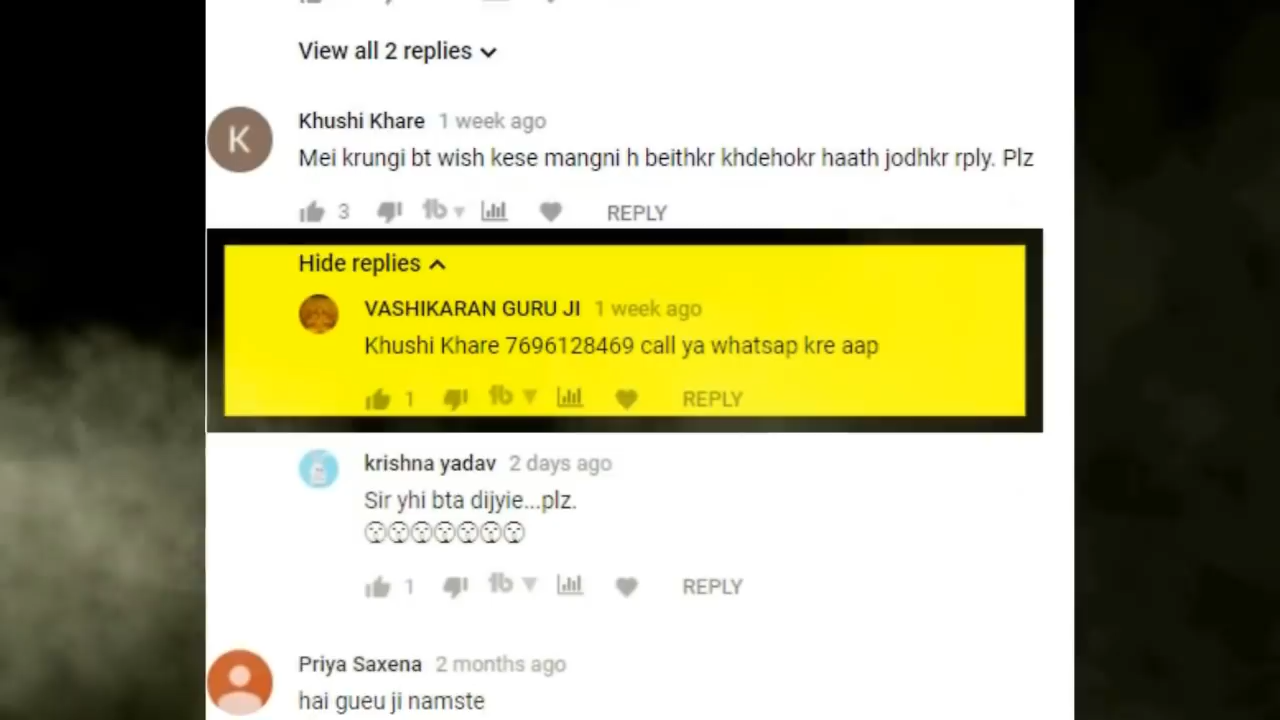 View all 2 replies
K
Khushi Khare 1 week ago
Mei krungi bt wish kese mangni h beithkr khdehokr haath jodhkr rply. Plz
3 REPLY
Hide replies
VASHIKARAN GURU JI 1 week ago
Khushi Khare 7696128469 call ya whatsap kre aap
1 REPLY
krishna yadav 2 days ago
Sir yhi bta dijyie...plz.
1 REPLY
Priya Saxena 2 months ago
hai gueu ji namste